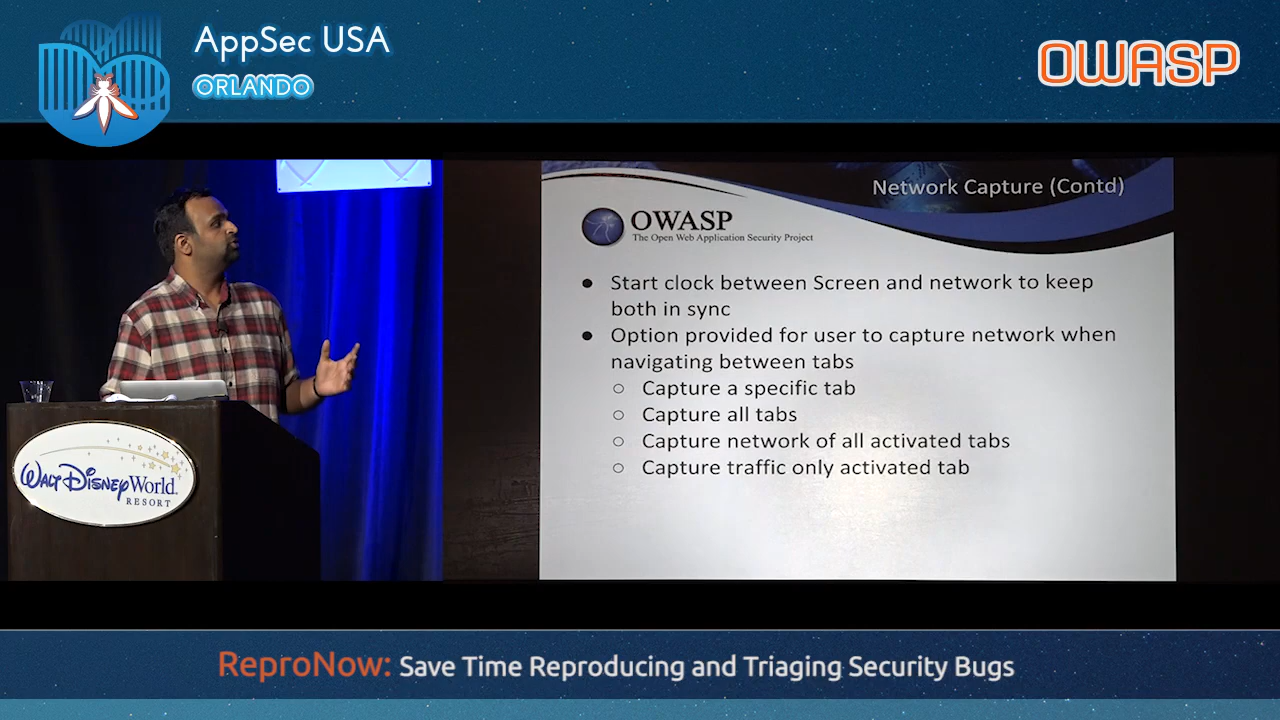 AppSec USA
ORLANDO
OWASP
Network Capture (Contd)
OWASP
The Open Web Application Security Project
● Start clock between Screen and network to keep
both in sync
● Option provided for user to capture network when
navigating between tabs
○ Capture a specific tab
○ Capture all tabs
○ Capture network of all activated tabs
○ Capture traffic only activated tab
WALT DISNEY World.
RESORT
ReproNow: Save Time Reproducing and Triaging Security Bugs